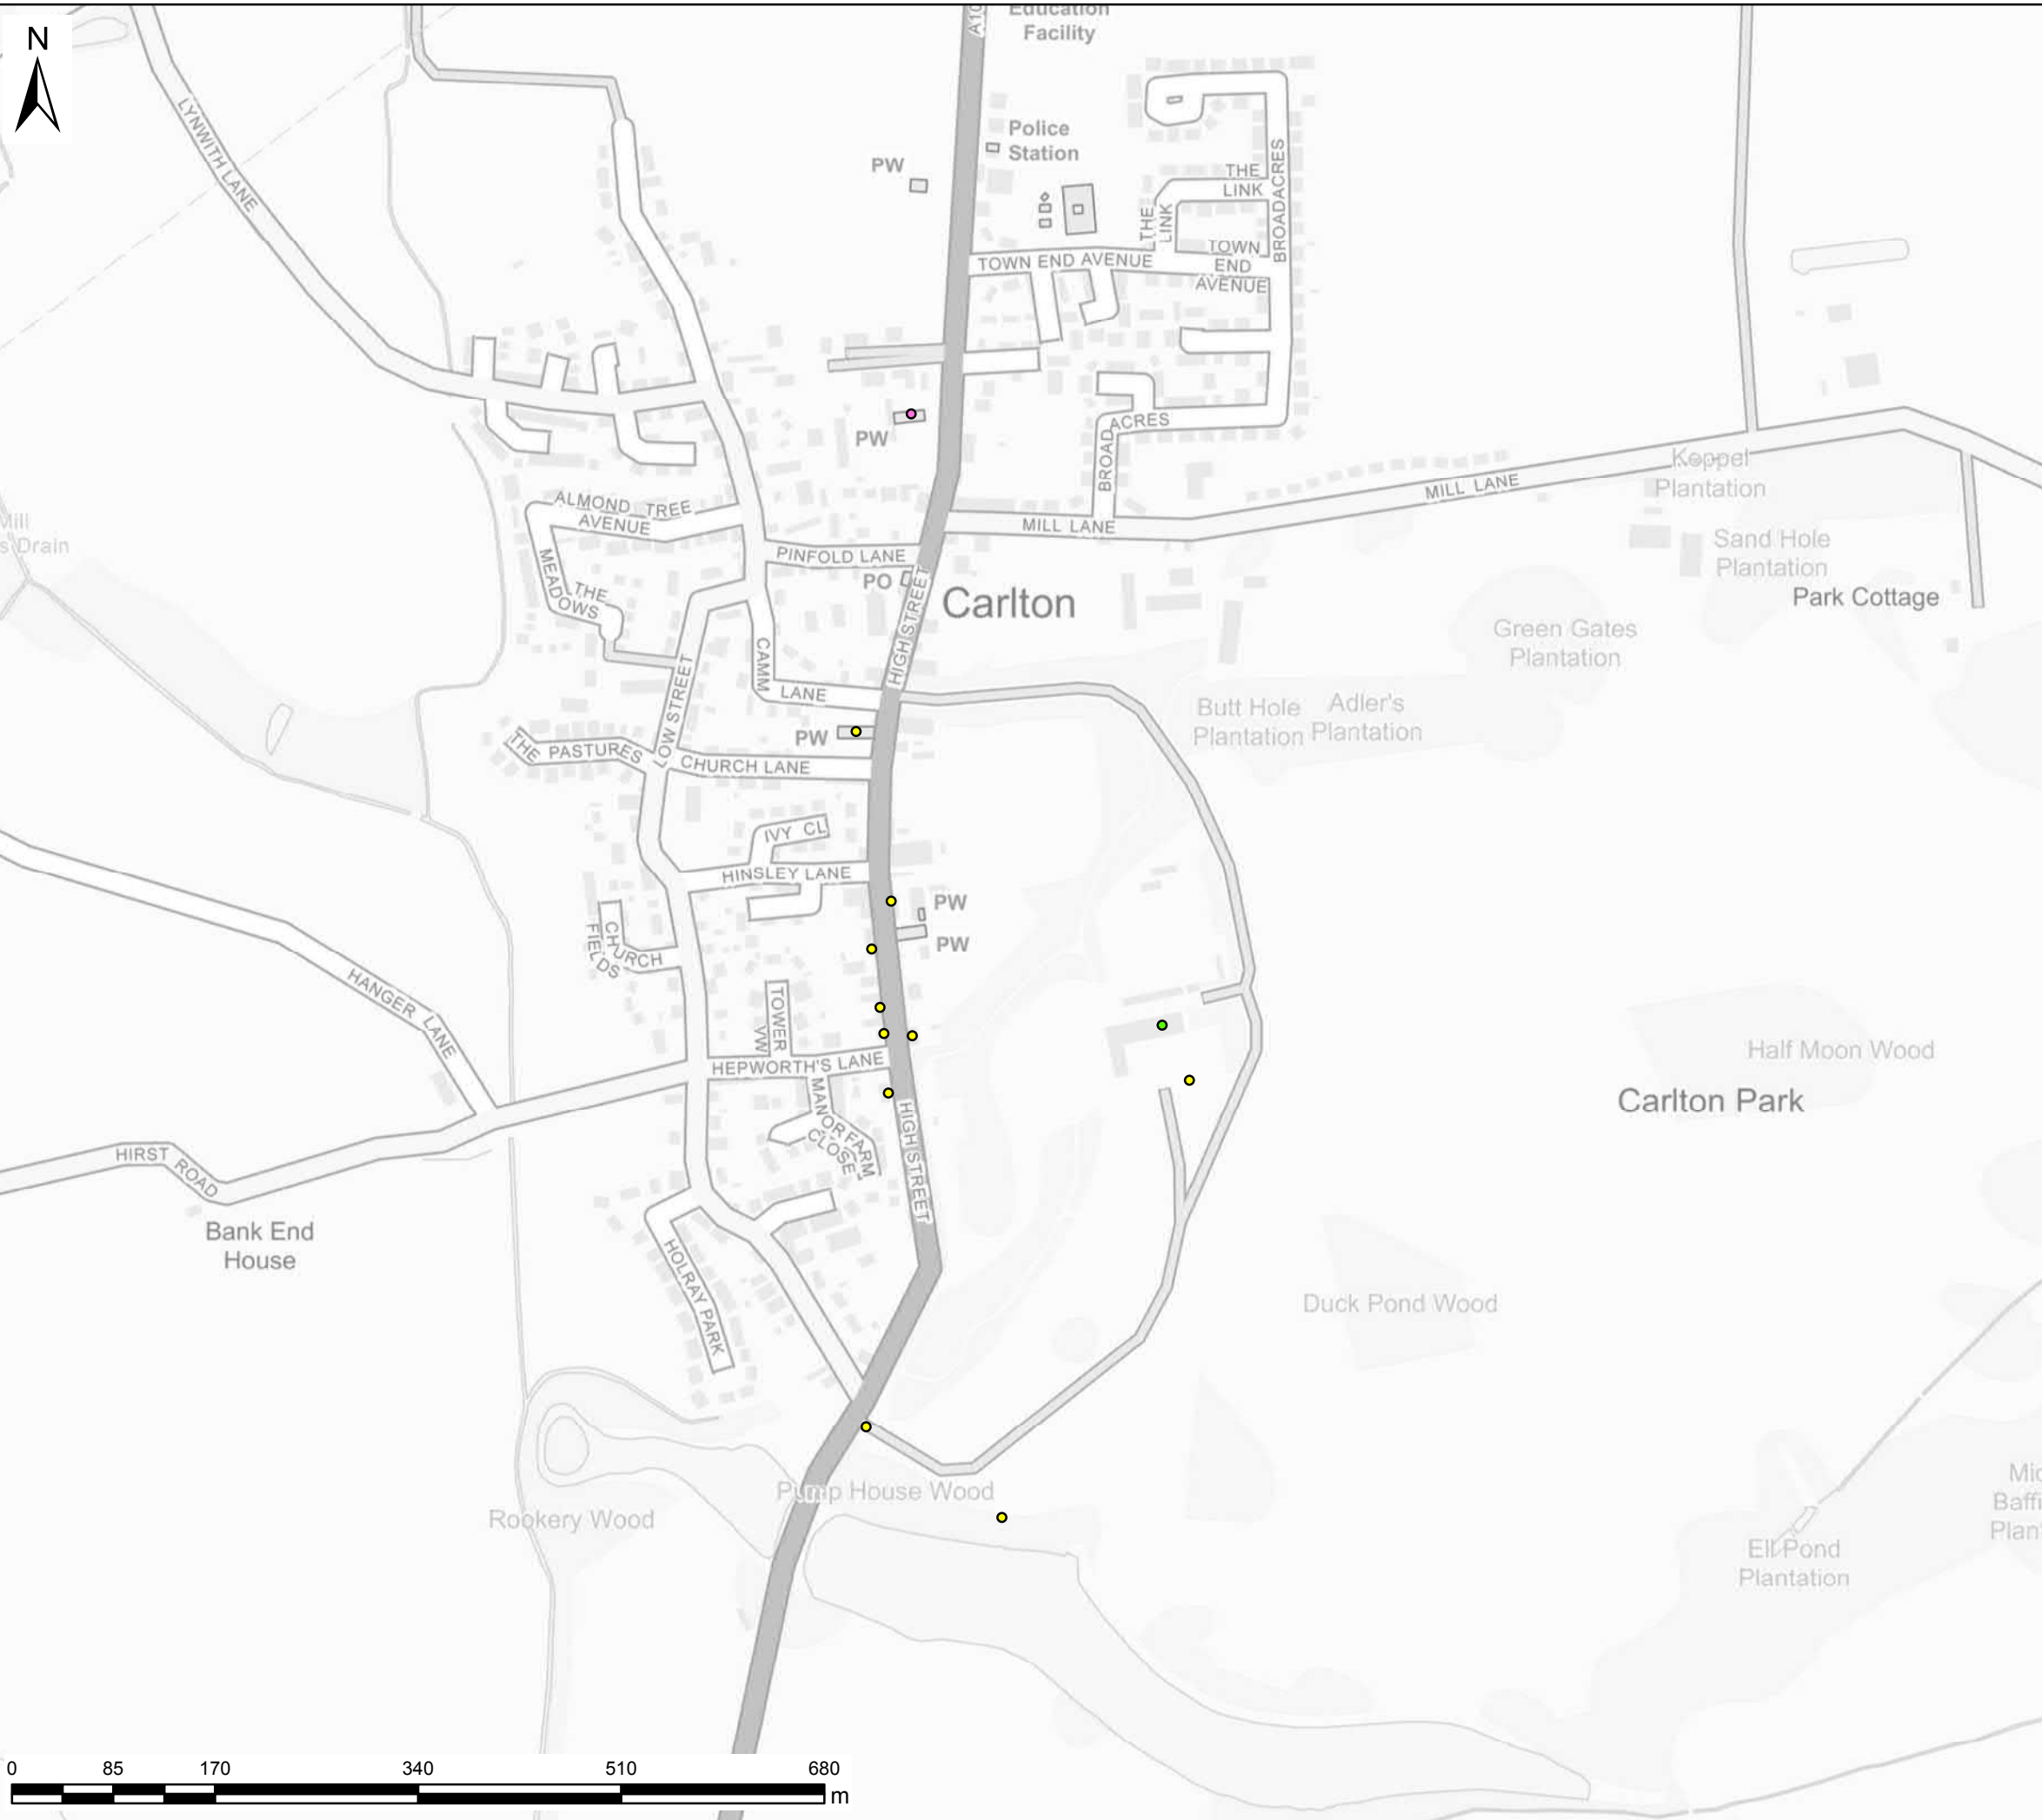 N
Education
Facility
LYNWITH LANE
Police
Station
PW
THE
LINK
BROADACRES
THE
LINK
TOWN END AVENUE
TOWN
END
AVENUE
PW
BROAD
ACRES
Keppel
Plantation
MILL LANE
MILL LANE
ALMOND TREE
AVENUE
PINFOLD LANE
PO
Sand Hole
Plantation
Park Cottage
Carlton
THE
MEADOWS
HIGH STREET
Green Gates
Plantation
CAMM
LANE
LOW STREET
Butt Hole
Plantation
Adler's
Plantation
PW
THE PASTURES
CHURCH LANE
IVY CL
HINSLEY LANE
PW
PW
CHURCH
FIELDS
HANGER LANE
TOWER
VW
HEPWORTH'S LANE
Half Moon Wood
Carlton Park
MANOR FARM
CLOSE
HIGH STREET
HIRST ROAD
Bank End
House
HOLRAY PARK
Duck Pond Wood
Pump House Wood
Rookery Wood
Ell Pond
Plantation
0 85 170 340 510 680
m